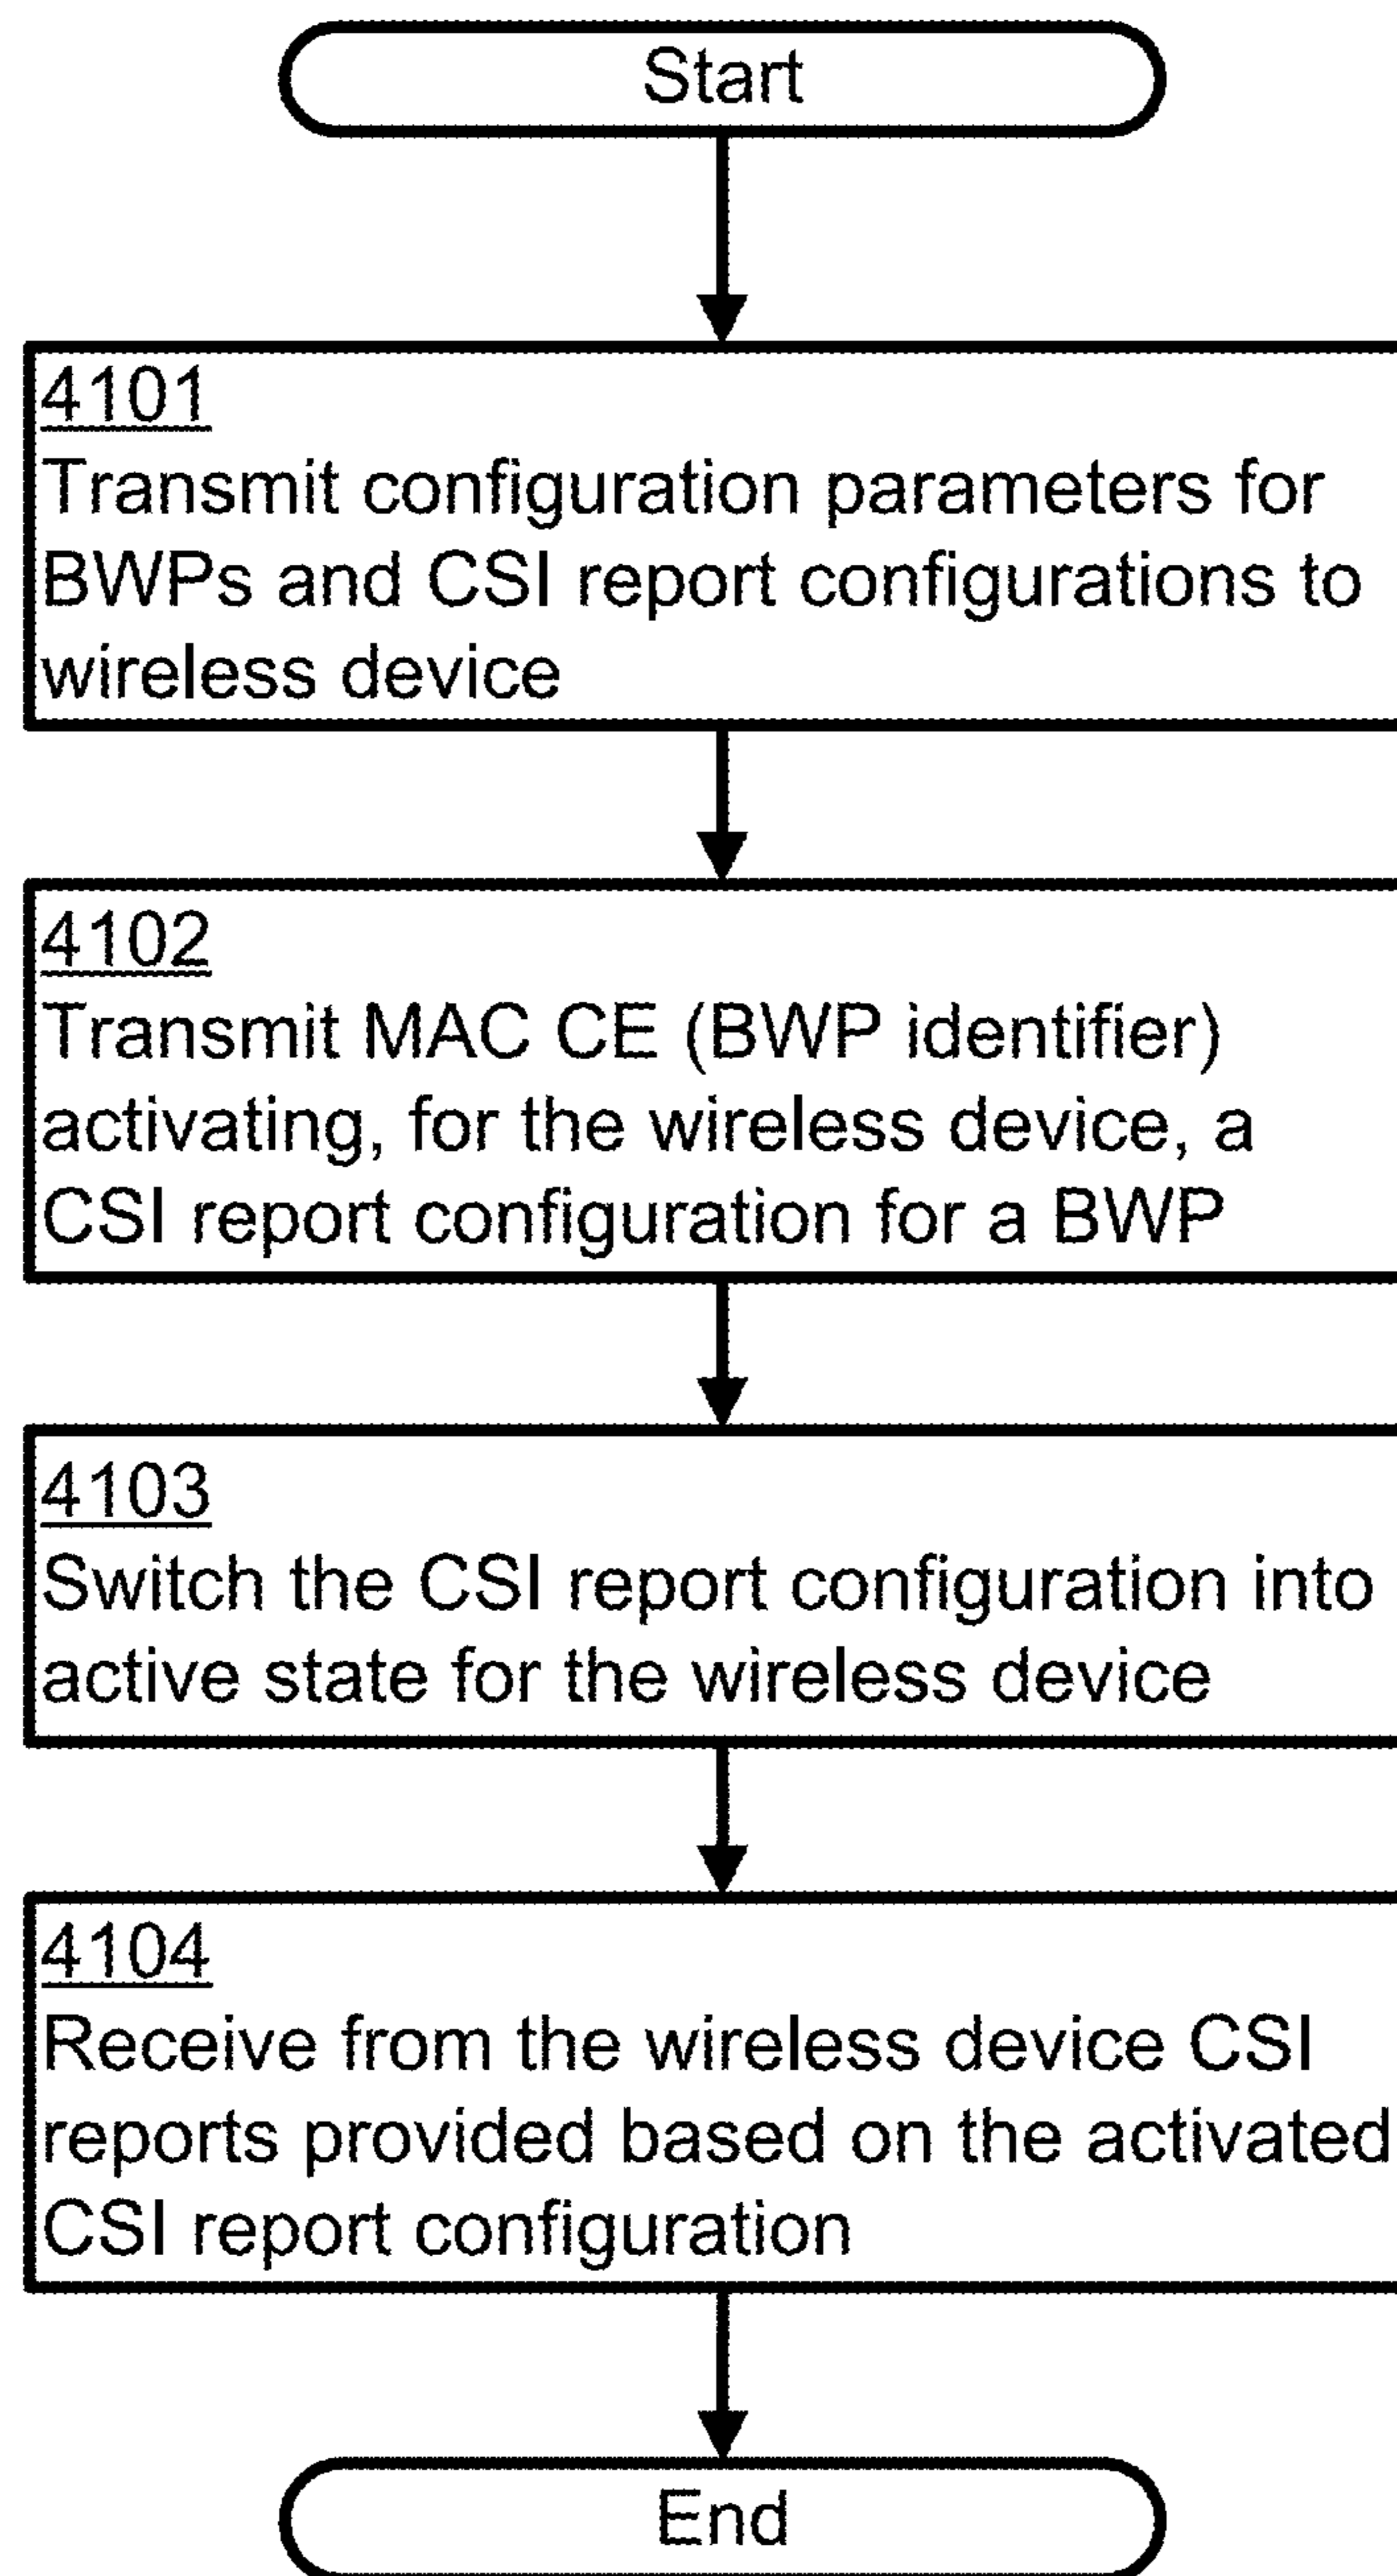 Start
4101
Transmit configuration parameters for
BWPs and CSI report configurations to
wireless device
4102
Transmit MAC CE (BWP identifier)
activating, for the wireless device, a
CSI report configuration for a BWP
4103
Switch the CSI report configuration into
active state for the wireless device
4104
Receive from the wireless device CSI
reports provided based on the activated
CSI report configuration
End